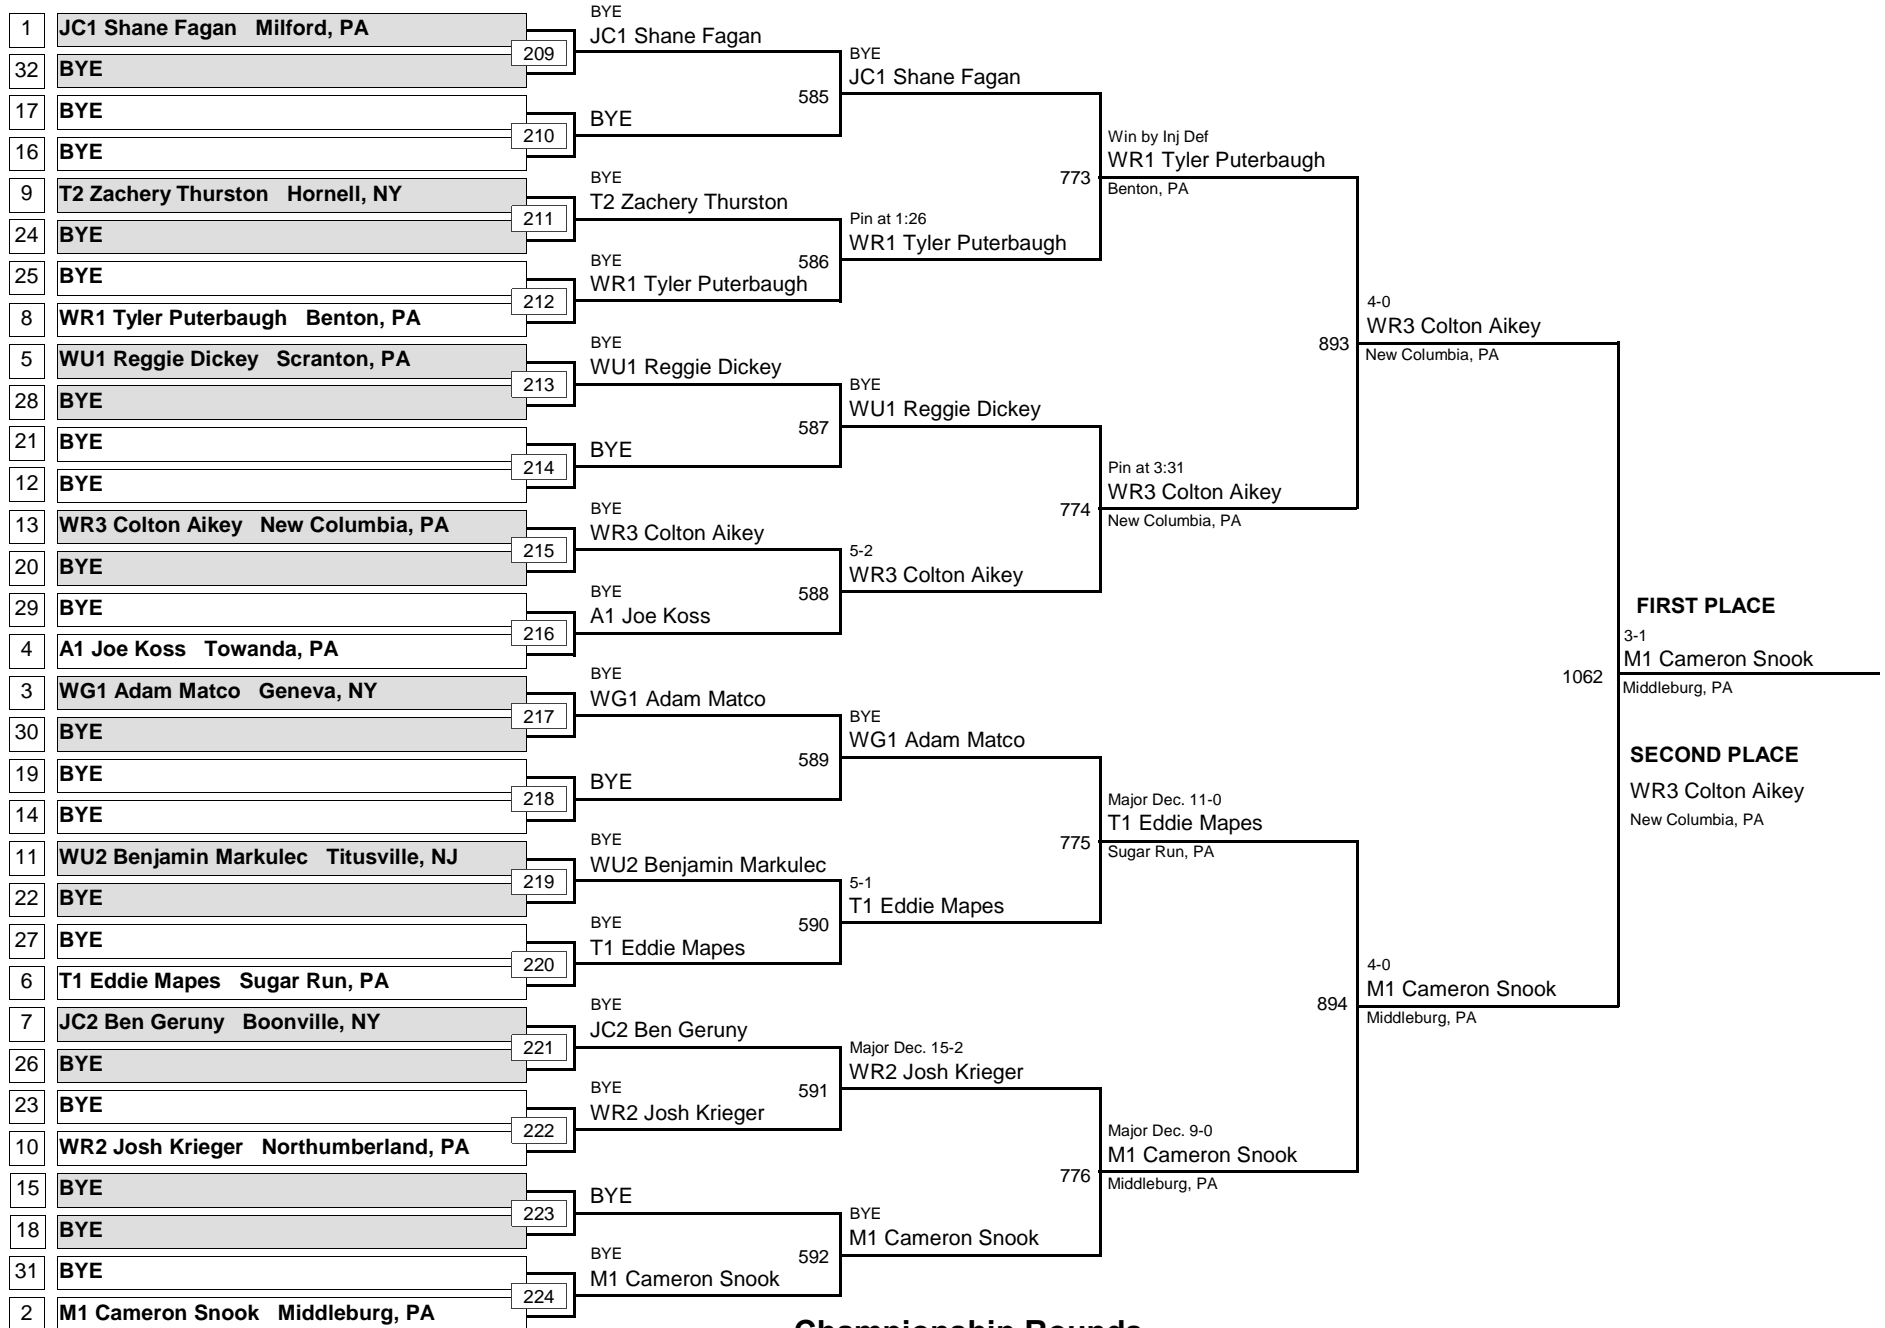 1 JC1 Shane Fagan Milford, PA
32 BYE
209
17 BYE
16 BYE
210
9 T2 Zachery Thurston Hornell, NY
24 BYE
211
25 BYE
8 WR1 Tyler Puterbaugh Benton, PA
212
5 WU1 Reggie Dickey Scranton, PA
28 BYE
213
21 BYE
12 BYE
214
13 WR3 Colton Aikey New Columbia, PA
20 BYE
215
29 BYE
4 A1 Joe Koss Towanda, PA
216
3 WG1 Adam Matco Geneva, NY
30 BYE
217
19 BYE
14 BYE
218
11 WU2 Benjamin Markulec Titusville, NJ
22 BYE
219
27 BYE
6 T1 Eddie Mapes Sugar Run, PA
220
7 JC2 Ben Geruny Boonville, NY
26 BYE
221
23 BYE
10 WR2 Josh Krieger Northumberland, PA
222
15 BYE
18 BYE
223
31 BYE
2 M1 Cameron Snook Middleburg, PA
224
BYE
JC1 Shane Fagan
585
BYE
BYE
T2 Zachery Thurston
BYE
586
WR1 Tyler Puterbaugh
BYE
WU1 Reggie Dickey
587
BYE
BYE
WR3 Colton Aikey
BYE
588
A1 Joe Koss
BYE
WG1 Adam Matco
589
BYE
BYE
WU2 Benjamin Markulec
BYE
590
T1 Eddie Mapes
BYE
JC2 Ben Geruny
BYE
591
WR2 Josh Krieger
BYE
BYE
592
M1 Cameron Snook
BYE
JC1 Shane Fagan
773
Pin at 1:26
WR1 Tyler Puterbaugh
BYE
WU1 Reggie Dickey
774
5-2
WR3 Colton Aikey
BYE
WG1 Adam Matco
775
5-1
T1 Eddie Mapes
Major Dec. 15-2
WR2 Josh Krieger
776
BYE
M1 Cameron Snook
Win by Inj Def
WR1 Tyler Puterbaugh
Benton, PA
893
Pin at 3:31
WR3 Colton Aikey
New Columbia, PA
Major Dec. 11-0
T1 Eddie Mapes
Sugar Run, PA
894
Major Dec. 9-0
M1 Cameron Snook
Middleburg, PA
4-0
WR3 Colton Aikey
New Columbia, PA
1062
4-0
M1 Cameron Snook
Middleburg, PA
FIRST PLACE
3-1
M1 Cameron Snook
Middleburg, PA
SECOND PLACE
WR3 Colton Aikey
New Columbia, PA
Championship Rounds